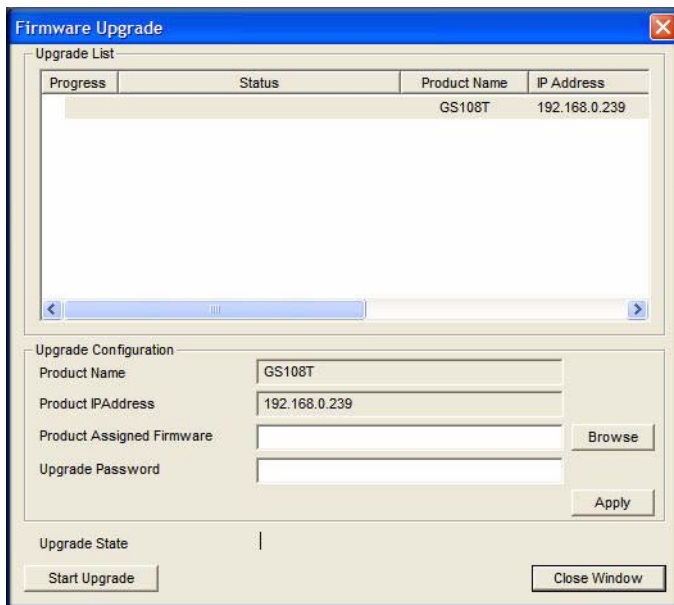 Firmware Upgrade
Upgrade List
Progress Status Product Name IP Address
GS108T 192.168.0.239
Upgrade Configuration
Product Name GS108T
Product IPAddress 192.168.0.239
Product Assigned Firmware Browse
Upgrade Password
Apply
Upgrade State
Start Upgrade Close Window